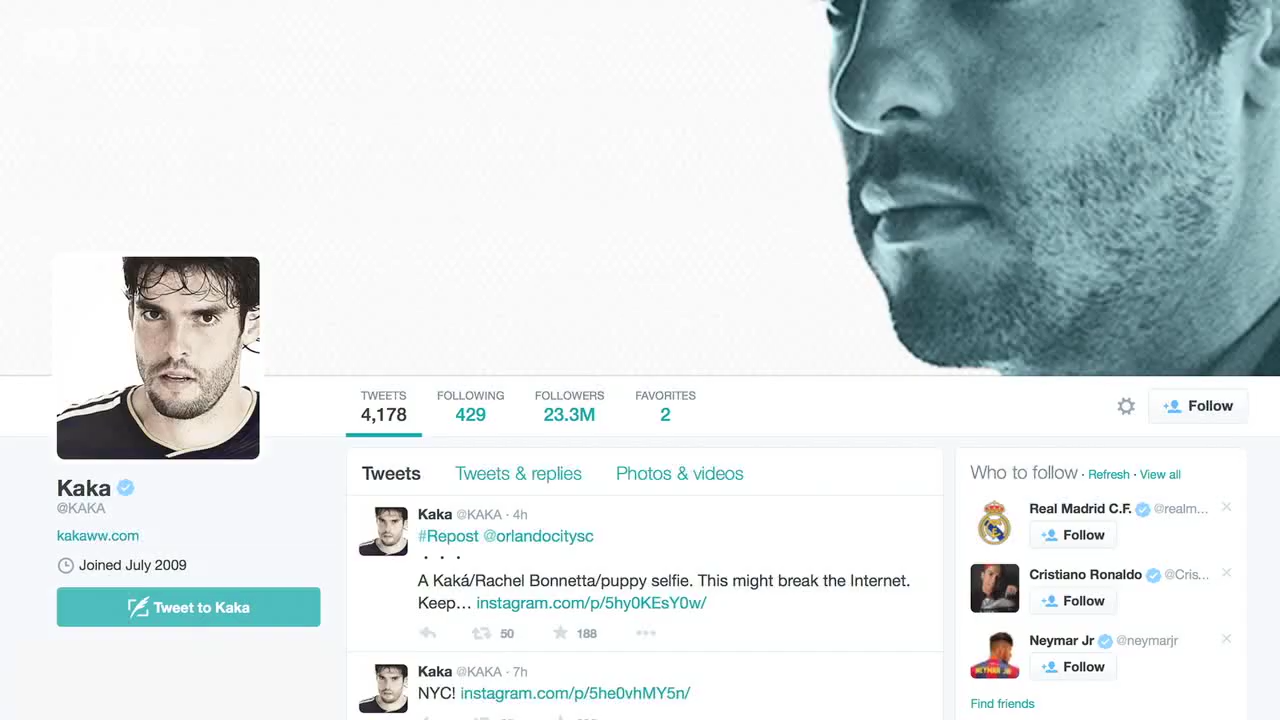 TWEETS
4,178
FOLLOWING
429
FOLLOWERS
23.3M
FAVORITES
2
Follow
Kaka
@KAKA
kakaww.com
Joined July 2009
Tweet to Kaka
Tweets Tweets & replies Photos & videos
Kaka @KAKA · 4h
#Repost @orlandocitysc
· · ·
A Kaká/Rachel Bonnetta/puppy selfie. This might break the Internet.
Keep… instagram.com/p/5hy0KEsY0w/
50 188
Kaka @KAKA · 7h
NYC! instagram.com/p/5he0vhMY5n/
Who to follow · Refresh · View all
Real Madrid C.F. @realm...
Follow
Cristiano Ronaldo @Cris...
Follow
Neymar Jr @neymarjr
Follow
Find friends